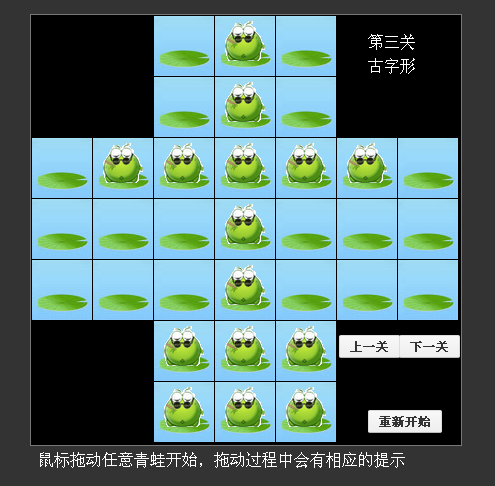 第三关
古字形
上一关 下一关
重新开始
鼠标拖动任意青蛙开始，拖动过程中会有相应的提示